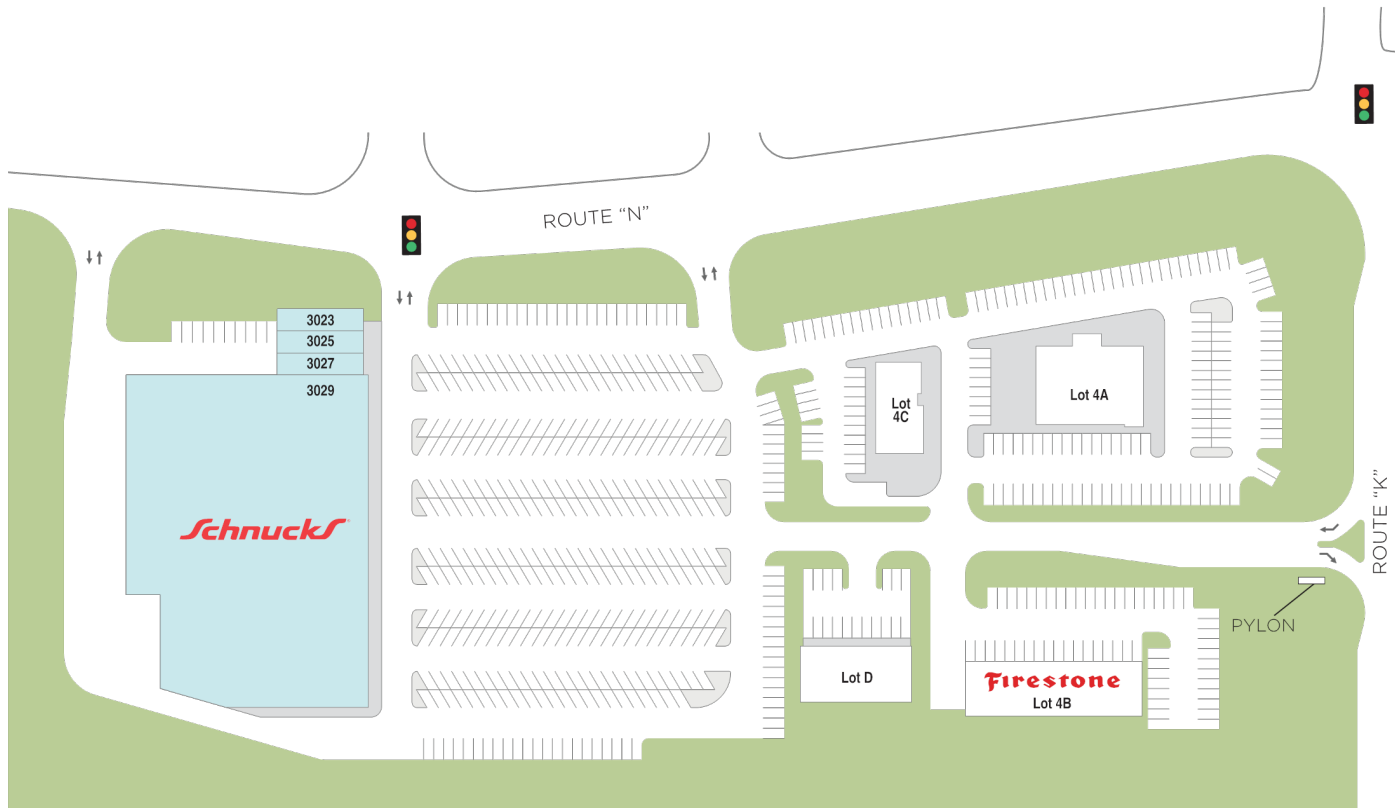 ROUTE “N”
3023
3025
3027
3029
Lot
4C
Lot 4A
Schnucks
ROUTE “K”
PYLON
Lot D
Firestone
Lot 4B